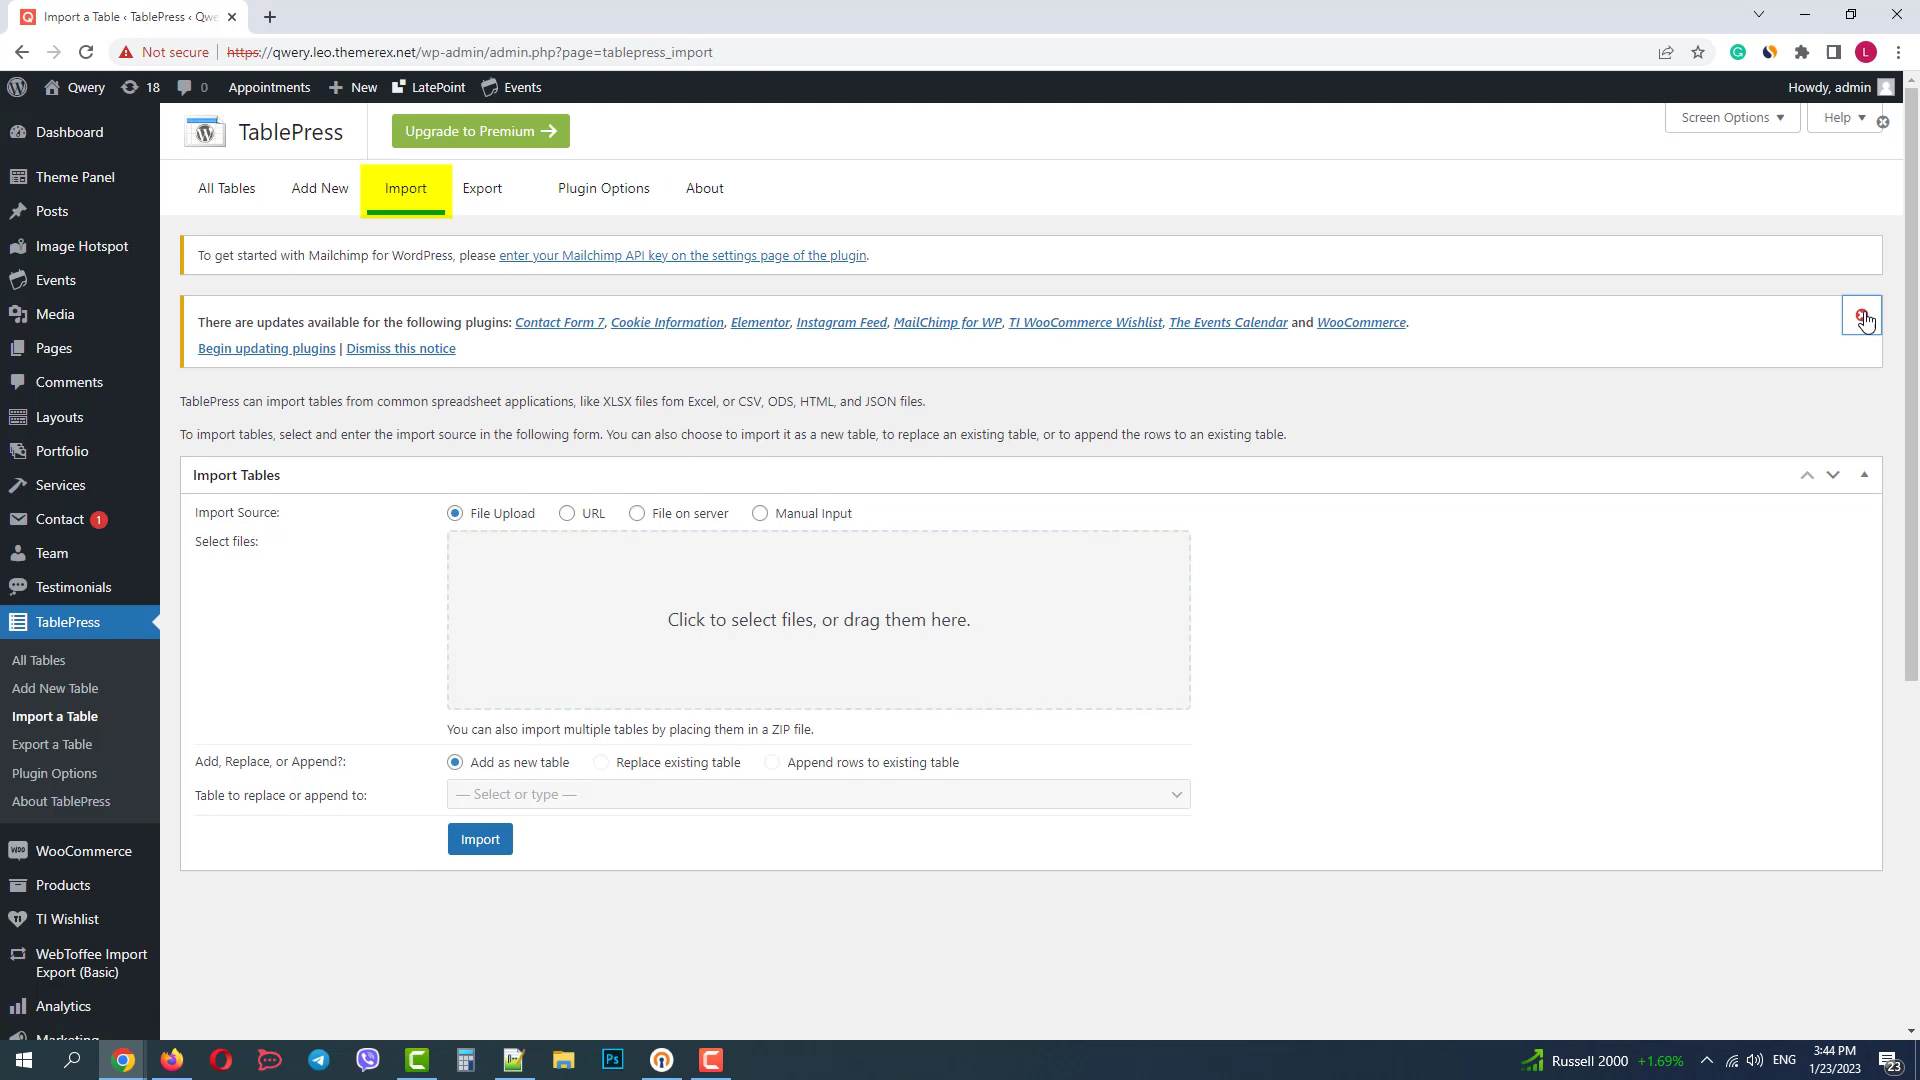 Import a Table ‹ TablePress ‹ Qwe
Not secure https://qwery.leo.themerex.net/wp-admin/admin.php?page=tablepress_import
L
Qwery 18 0 Appointments New LatePoint Events Howdy, admin
Dashboard
Theme Panel
Posts
Image Hotspot
Events
Media
Pages
Comments
Layouts
Portfolio
Services
Contact 1
Team
Testimonials
TablePress
All Tables
Add New Table
Import a Table
Export a Table
Plugin Options
About TablePress
WooCommerce
Products
TI Wishlist
WebToffee Import
Export (Basic)
Analytics
Marketing
TablePress Upgrade to Premium Screen Options Help
All Tables Add New Import Export Plugin Options About
To get started with Mailchimp for WordPress, please enter your Mailchimp API key on the settings page of the plugin.
There are updates available for the following plugins: Contact Form 7, Cookie Information, Elementor, Instagram Feed, MailChimp for WP, TI WooCommerce Wishlist, The Events Calendar and WooCommerce.
Begin updating plugins | Dismiss this notice
TablePress can import tables from common spreadsheet applications, like XLSX files fom Excel, or CSV, ODS, HTML, and JSON files.
To import tables, select and enter the import source in the following form. You can also choose to import it as a new table, to replace an existing table, or to append the rows to an existing table.
Import Tables
Import Source: File Upload URL File on server Manual Input
Select files:
Click to select files, or drag them here.
You can also import multiple tables by placing them in a ZIP file.
Add, Replace, or Append?: Add as new table Replace existing table Append rows to existing table
Table to replace or append to: — Select or type —
Import
Ps
Russell 2000 +1.69% ENG 3:44 PM
1/23/2023 23